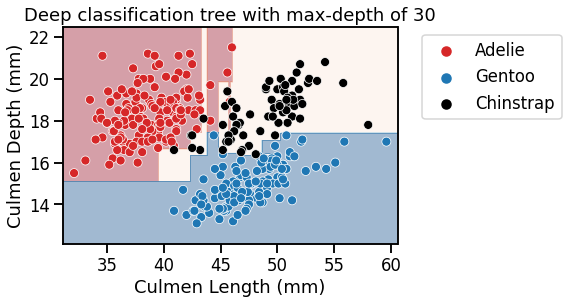 Deep classification tree with max-depth of 30
Culmen Depth (mm)
22
20
18
16
14
35
40
45
50
55
60
Culmen Length (mm)
Adelie
Gentoo
Chinstrap